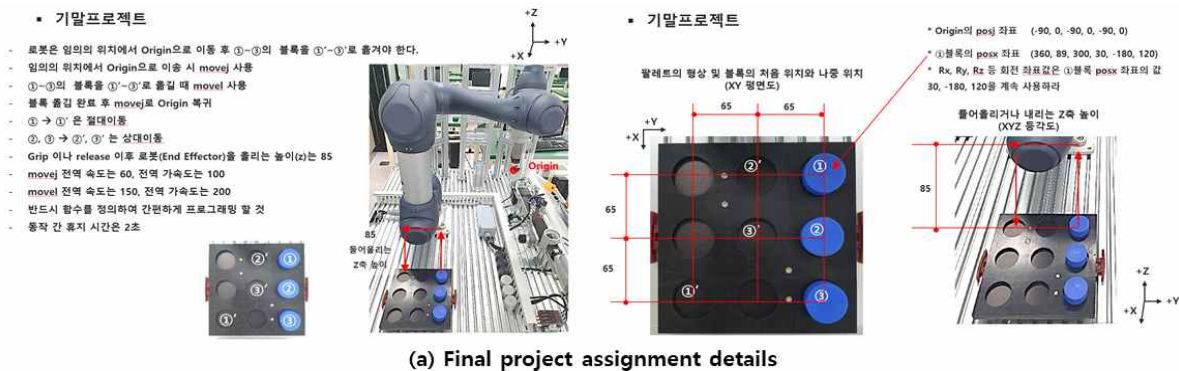 ▪ 기말프로젝트
- 로봇은 임의의 위치에서 Origin으로 이동 후 ①~③의 블록을 ①′~③′로 옮겨야 한다.
- 임의의 위치에서 Origin으로 이송 시 movej 사용
- ①~③의 블록을 ①′~③′로 옮길 때 movel 사용
- 블록 옮김 완료 후 movej로 Origin 복귀
- ① → ①′ 은 절대이동
- ②, ③ → ②′, ③′ 는 상대이동
- Grip 이나 release 이후 로봇(End Effector)을 올리는 높이(z)는 85
- movej 전역 속도는 60, 전역 가속도는 100
- movel 전역 속도는 150, 전역 가속도는 200
- 반드시 함수를 정의하여 간편하게 프로그래밍 할 것
- 동작 간 휴지 시간은 2초
②′ ①
③′ ②
①′ ③
+Z
+Y
+X
Origin
85
들어올리는
Z축 높이
▪ 기말프로젝트
팔레트의 형상 및 블록의 처음 위치와 나중 위치
(XY 평면도)
65 65
+Y
+X
②′ ①
65
③′ ②
65
①′ ③
* Origin의 posj 좌표 (-90, 0, -90, 0, -90, 0)
* ①블록의 posx 좌표 (360, 89, 300, 30, -180, 120)
* Rx, Ry, Rz 등 회전 좌표값은 ①블록 posx 좌표의 값
30, -180, 120을 계속 사용하라
들어올리거나 내리는 Z축 높이
(XYZ 등각도)
85
+Z
+Y
+X
(a) Final project assignment details